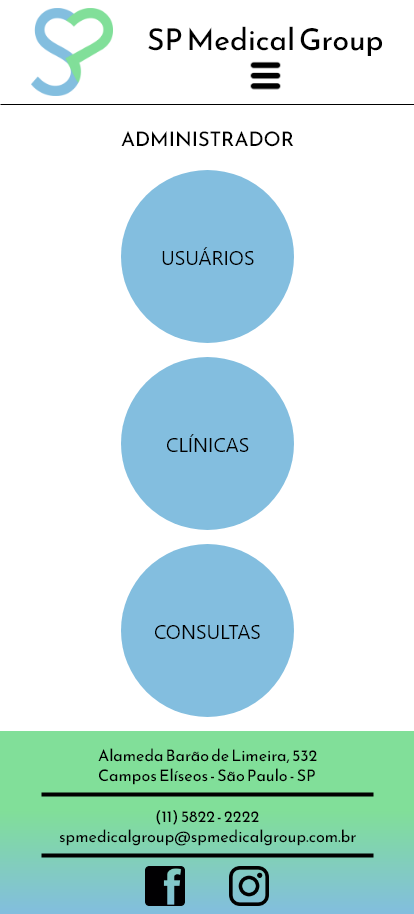 SP Medical Group
ADMINISTRADOR
USUÁRIOS
CLÍNICAS
CONSULTAS
Alameda Barão de Limeira, 532
Campos Elíseos - São Paulo - SP
(11) 5822 - 2222
spmedicalgroup@spmedicalgroup.com.br